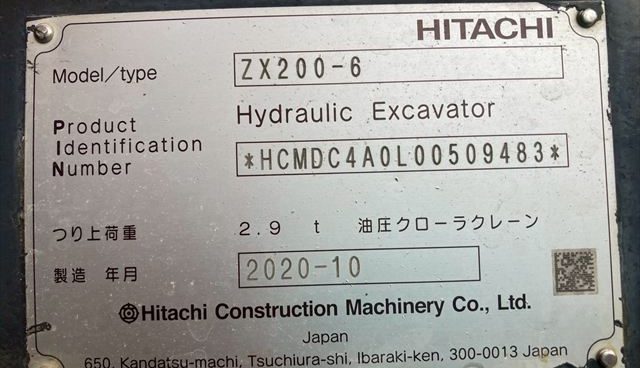 HITACHI
Model/type ZX200-6
Hydraulic Excavator
Product
Identification
Number *HCMDC4A0L00509483*
つり上荷重 2.9 t 油圧クローラクレーン
製造 年月 2020-10
Hitachi Construction Machinery Co., Ltd.
Japan
650, Kandatsu-machi, Tsuchiura-shi, Ibaraki-ken, 300-0013 Japan